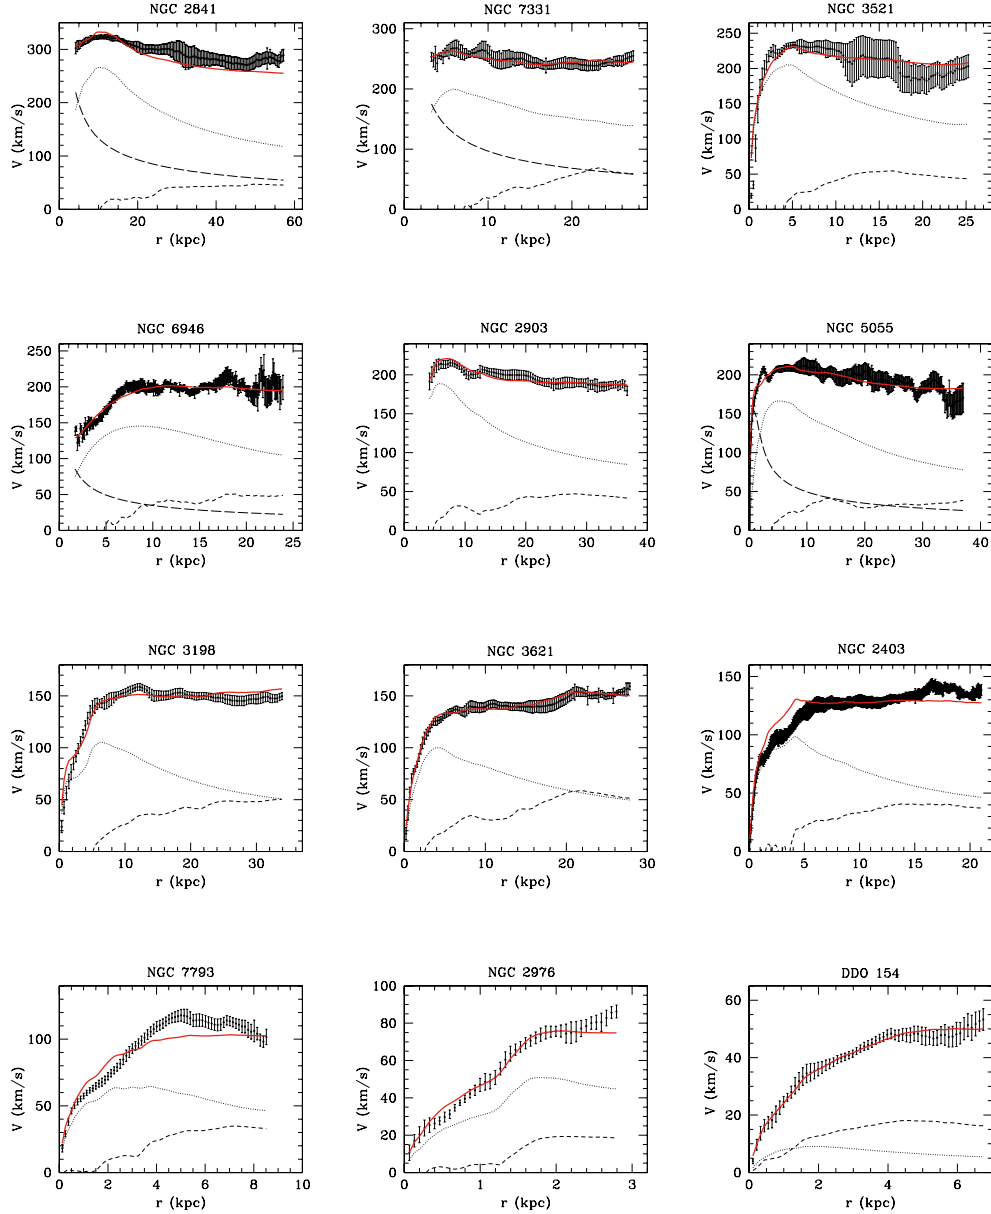 NGC 2841
V (km/s)
300
200
100
0
0 20 40 60
r (kpc)
NGC 7331
V (km/s)
300
200
100
0
0 10 20
r (kpc)
NGC 3521
V (km/s)
250
200
150
100
50
0
0 5 10 15 20 25
r (kpc)
NGC 6946
V (km/s)
250
200
150
100
50
0
0 5 10 15 20 25
r (kpc)
NGC 2903
V (km/s)
200
150
100
50
0
0 10 20 30 40
r (kpc)
NGC 5055
V (km/s)
200
150
100
50
0
0 10 20 30 40
r (kpc)
NGC 3198
V (km/s)
150
100
50
0
0 10 20 30
r (kpc)
NGC 3621
V (km/s)
150
100
50
0
0 10 20 30
r (kpc)
NGC 2403
V (km/s)
150
100
50
0
0 5 10 15 20
r (kpc)
NGC 7793
V (km/s)
100
50
0
0 2 4 6 8 10
r (kpc)
NGC 2976
V (km/s)
100
80
60
40
20
0
0 1 2 3
r (kpc)
DDO 154
V (km/s)
60
40
20
0
0 2 4 6
r (kpc)